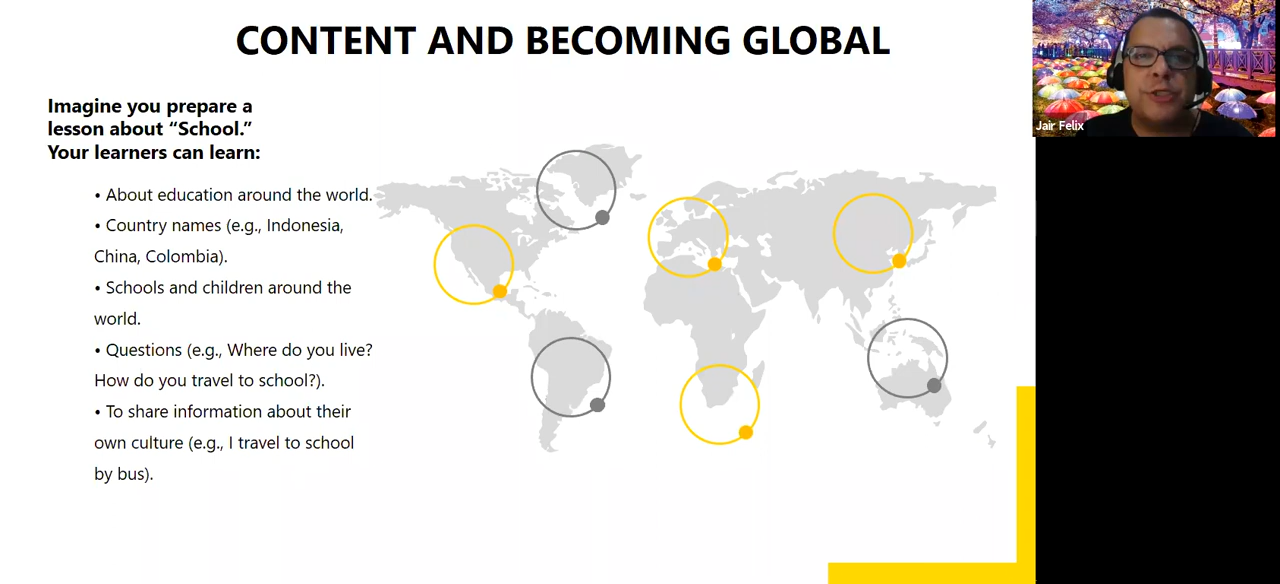 CONTENT AND BECOMING GLOBAL
Imagine you prepare a
lesson about “School.”
Your learners can learn:
• About education around the world.
• Country names (e.g., Indonesia,
China, Colombia).
• Schools and children around the
world.
• Questions (e.g., Where do you live?
How do you travel to school?).
• To share information about their
own culture (e.g., I travel to school
by bus).
Jair Felix